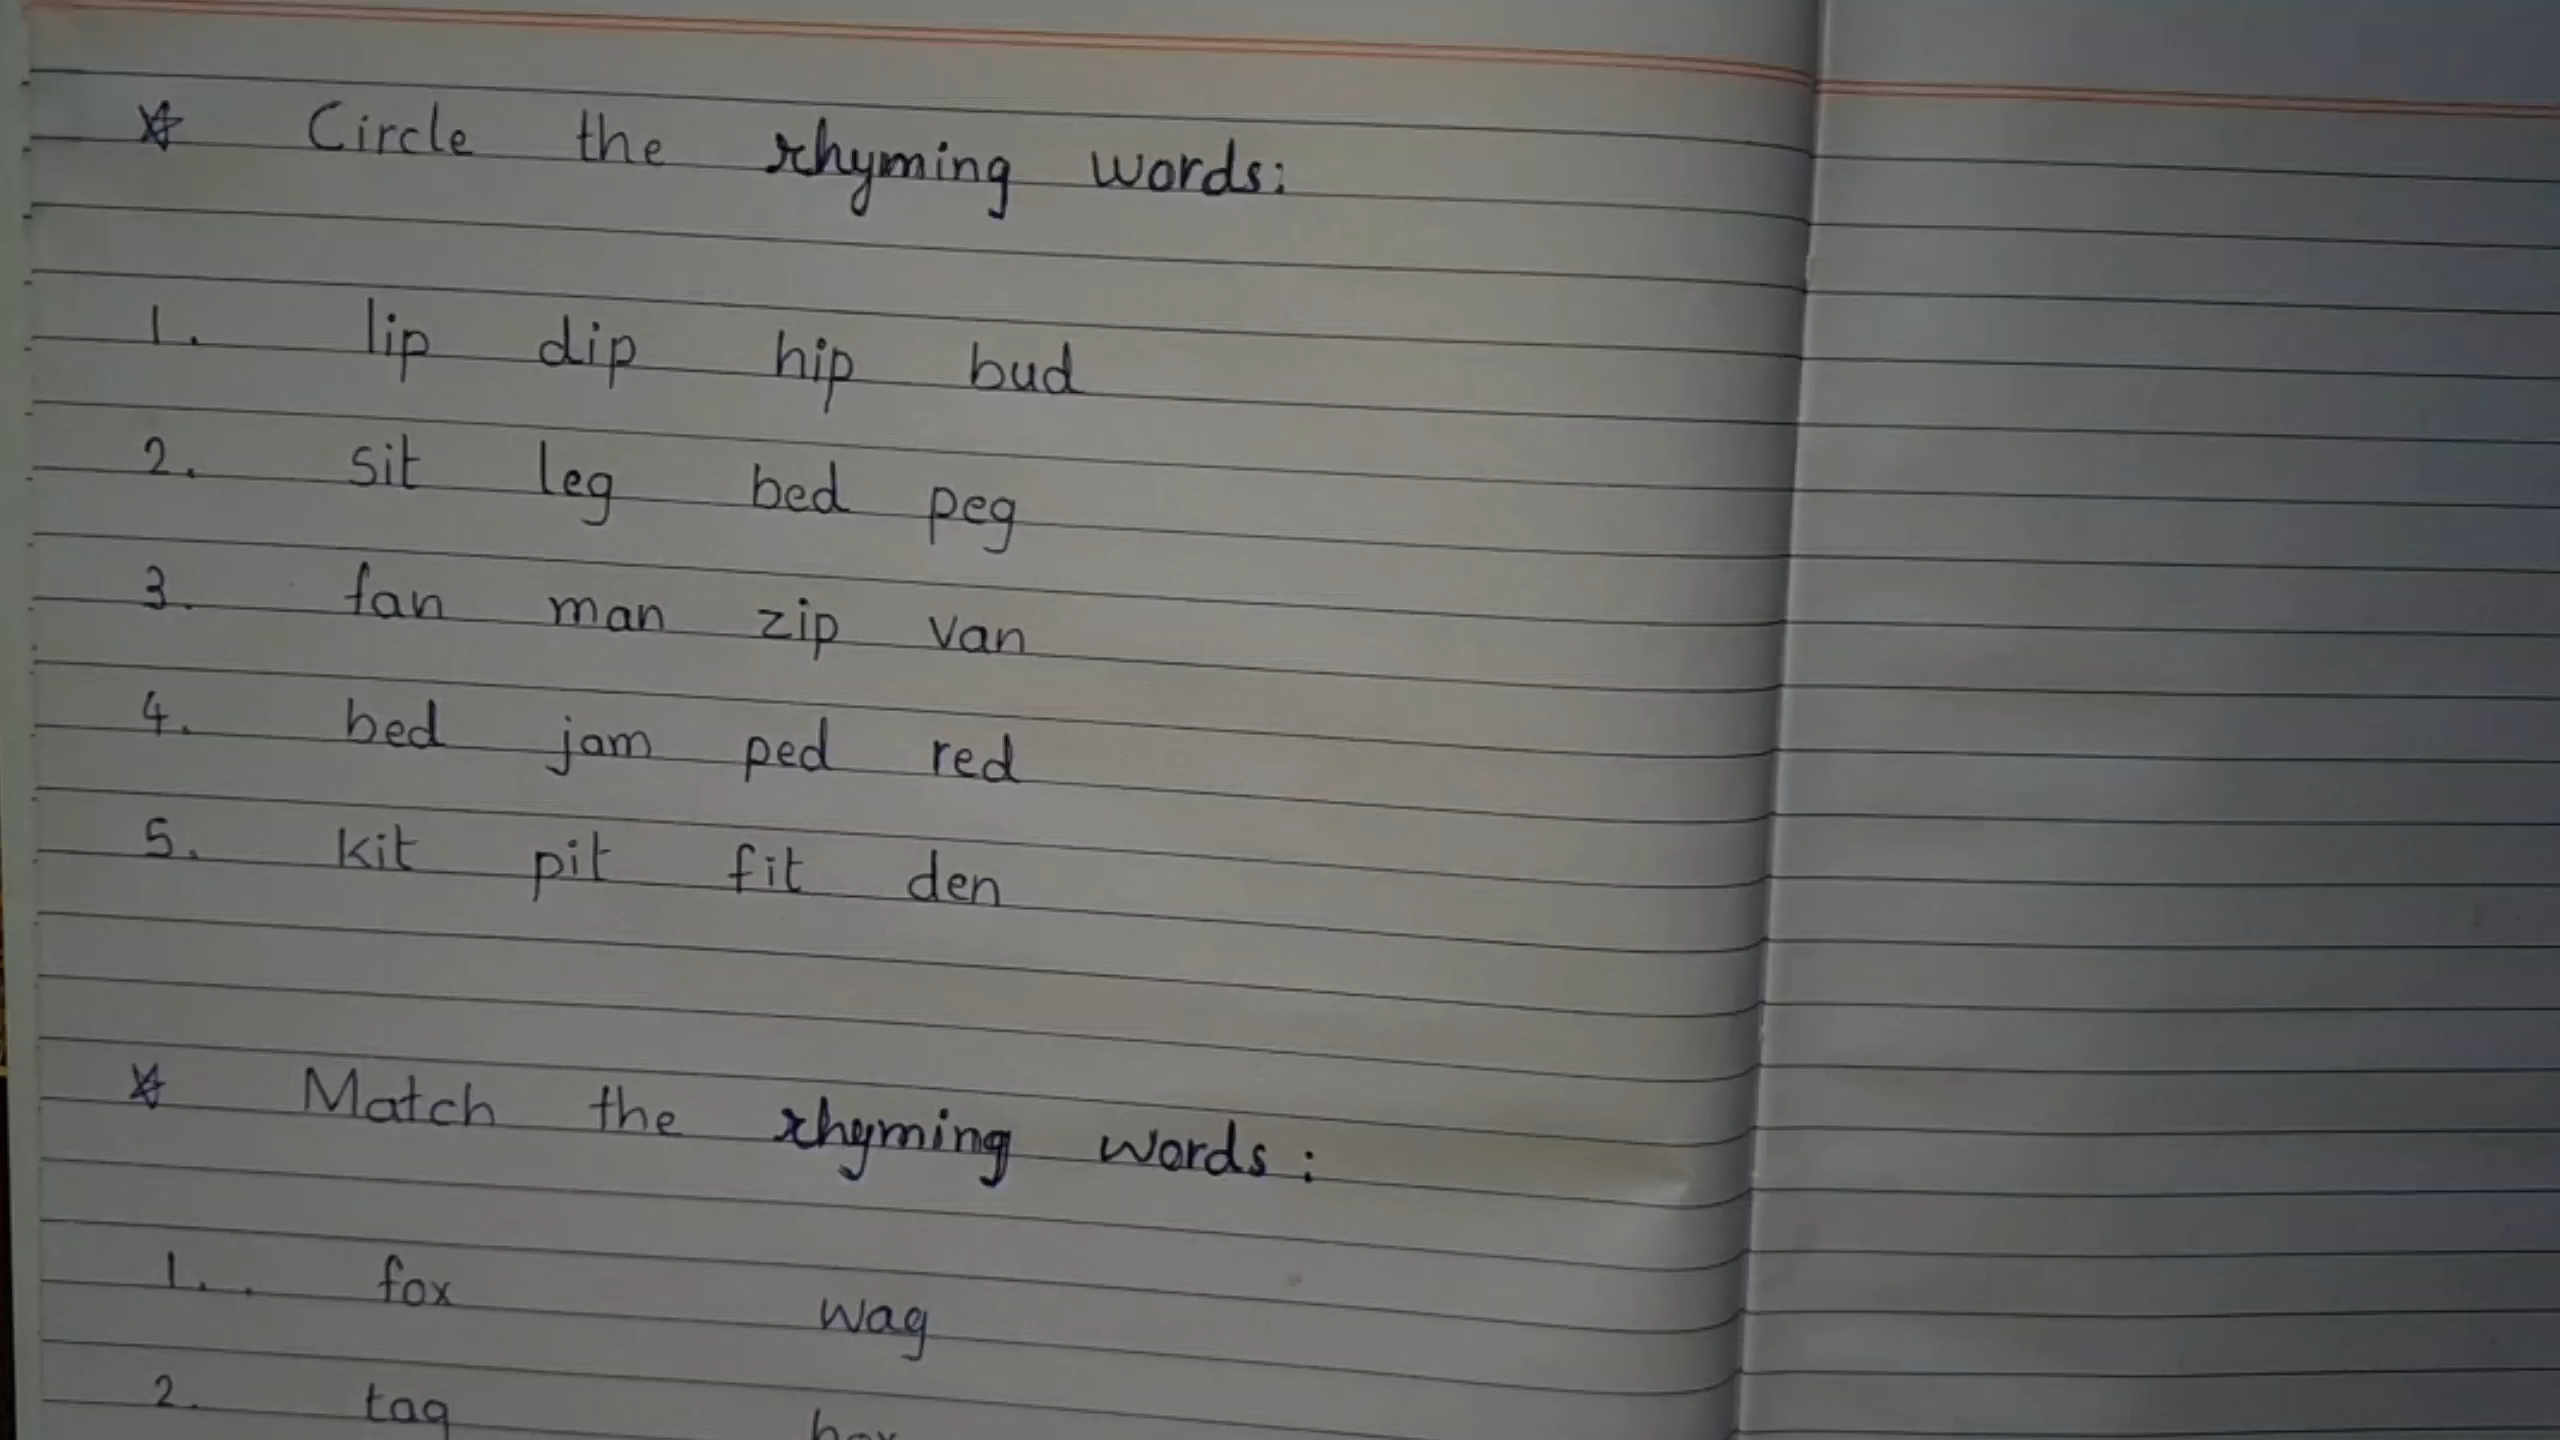 * Circle the rhyming words:
1. lip dip hip bud
2. sit leg bed peg
3. fan man zip van
4. bed jam ped red
5. kit pit fit den
* Match the rhyming words:
1. fox wag
2. tag